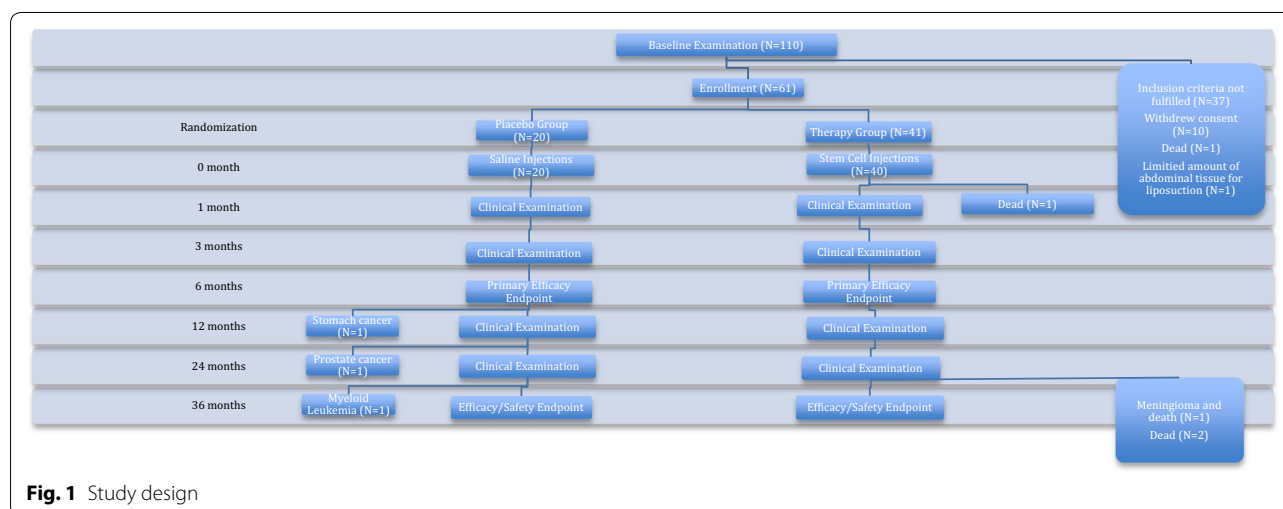 Baseline Examination (N=110)
Enrollment (N=61)
Inclusion criteria not
fulfilled (N=37)
Withdrew consent
(N=10)
Dead (N=1)
Limitied amount of
abdominal tissue for
liposuction (N=1)
Randomization
Placebo Group
(N=20)
Therapy Group (N=41)
0 month
Saline Injections
(N=20)
Stem Cell Injections
(N=40)
1 month
Clinical Examination
Clinical Examination
Dead (N=1)
3 months
Clinical Examination
Clinical Examination
6 months
Primary Efficacy
Endpoint
Primary Efficacy
Endpoint
12 months
Stomach cancer
(N=1)
Clinical Examination
Clinical Examination
24 months
Prostate cancer
(N=1)
Clinical Examination
Clinical Examination
36 months
Myeloid
Leukemia (N=1)
Efficacy/Safety Endpoint
Efficacy/Safety Endpoint
Meningioma and
death (N=1)
Dead (N=2)
Fig. 1 Study design